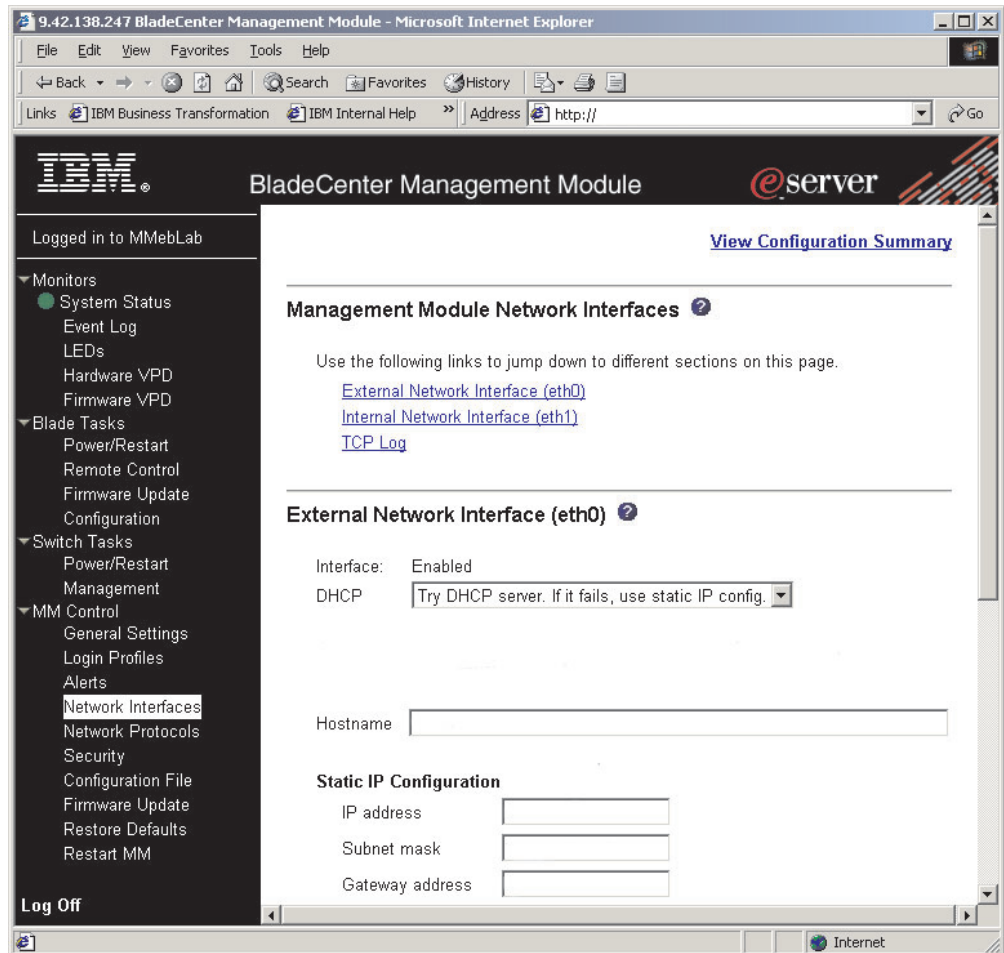 9.42.138.247 BladeCenter Management Module - Microsoft Internet Explorer
File Edit View Favorites Tools Help
Back Search Favorites History
Links IBM Business Transformation IBM Internal Help » Address http:// Go
IBM® BladeCenter Management Module eserver
Logged in to MMebLab
Monitors
System Status
Event Log
LEDs
Hardware VPD
Firmware VPD
Blade Tasks
Power/Restart
Remote Control
Firmware Update
Configuration
Switch Tasks
Power/Restart
Management
MM Control
General Settings
Login Profiles
Alerts
Network Interfaces
Network Protocols
Security
Configuration File
Firmware Update
Restore Defaults
Restart MM
Log Off
View Configuration Summary
Management Module Network Interfaces ?
Use the following links to jump down to different sections on this page.
External Network Interface (eth0)
Internal Network Interface (eth1)
TCP Log
External Network Interface (eth0) ?
Interface: Enabled
DHCP Try DHCP server. If it fails, use static IP config.
Hostname
Static IP Configuration
IP address
Subnet mask
Gateway address
Internet